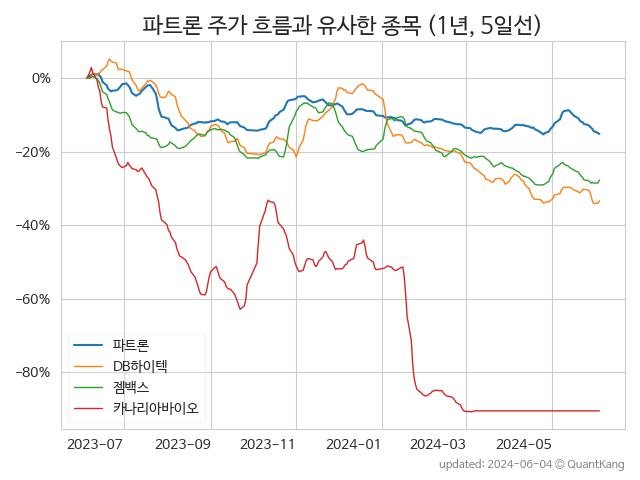 파트론 주가 흐름과 유사한 종목 (1년, 5일선)
0%
−20%
−40%
−60%
−80%
파트론
DB하이텍
젬백스
카나리아바이오
2023-07 2023-09 2023-11 2024-01 2024-03 2024-05
updated: 2024-06-04 © QuantKang